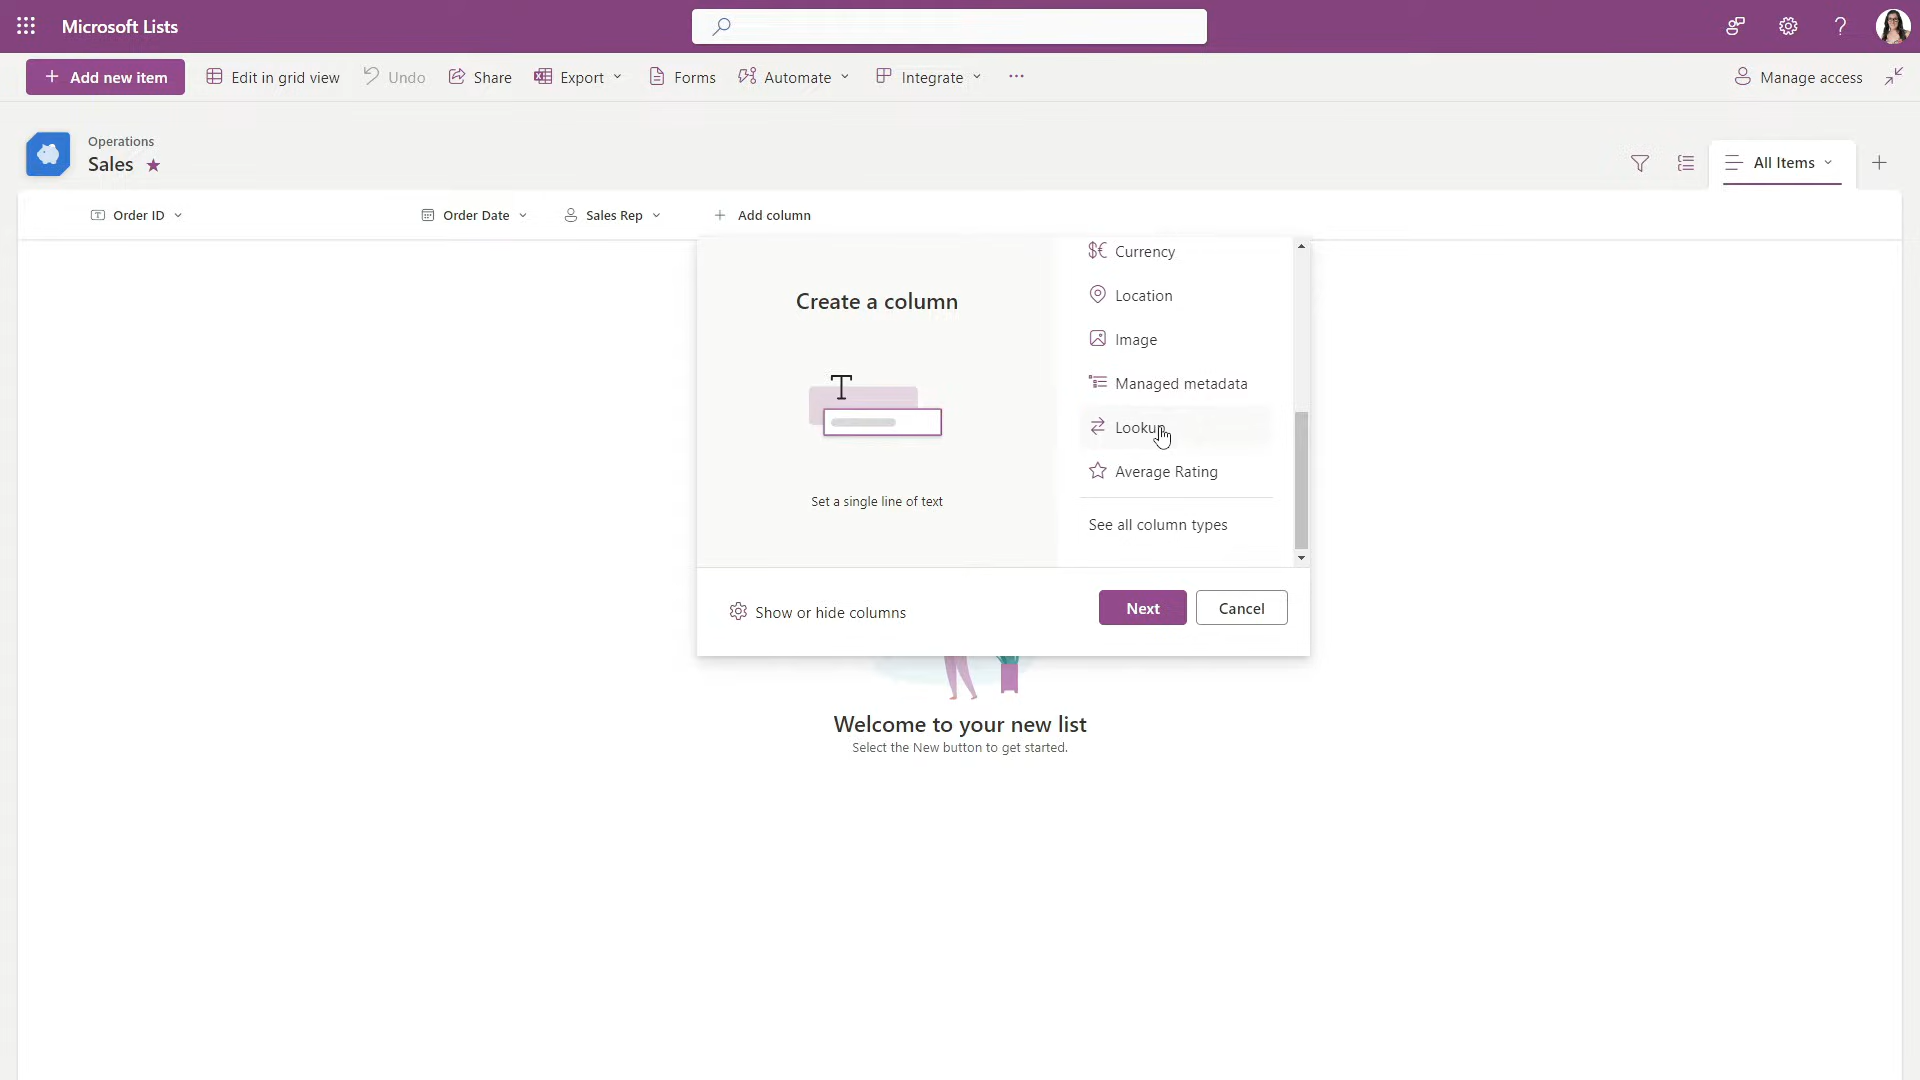 Microsoft Lists
Add new item
Edit in grid view
Undo
Share
Export
Forms
Automate
Integrate
Manage access
Operations
Sales
All Items
Order ID
Order Date
Sales Rep
Add column
Create a column
Set a single line of text
Currency
Location
Image
Managed metadata
Lookup
Average Rating
See all column types
Show or hide columns
Next
Cancel
Welcome to your new list
Select the New button to get started.